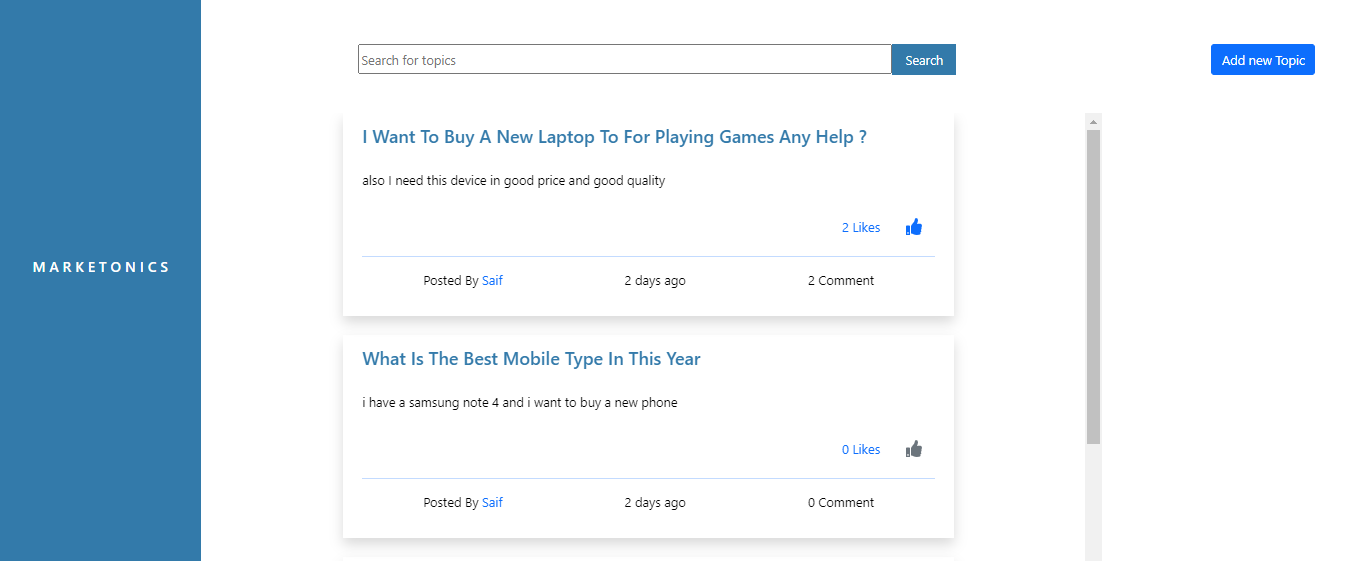 Search for topics
Search
Add new Topic
MARKETONICS
I Want To Buy A New Laptop To For Playing Games Any Help ?
also I need this device in good price and good quality
2 Likes
Posted By Saif
2 days ago
2 Comment
What Is The Best Mobile Type In This Year
i have a samsung note 4 and i want to buy a new phone
0 Likes
Posted By Saif
2 days ago
0 Comment